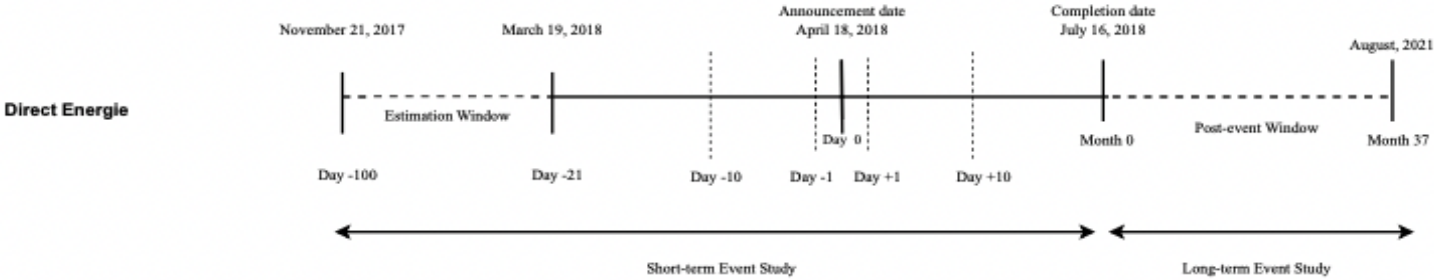 Announcement date
Completion date
November 21, 2017
March 19, 2018
April 18, 2018
July 16, 2018
August, 2021
Direct Energie
Estimation Window
Post-event Window
Day 0
Month 0
Month 37
Day -100
Day -21
Day -10
Day -1
Day +1
Day +10
Short-term Event Study
Long-term Event Study